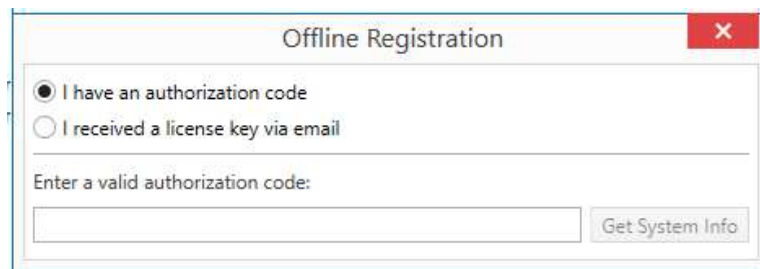 Offline Registration
I have an authorization code
I received a license key via email
Enter a valid authorization code:
Get System Info